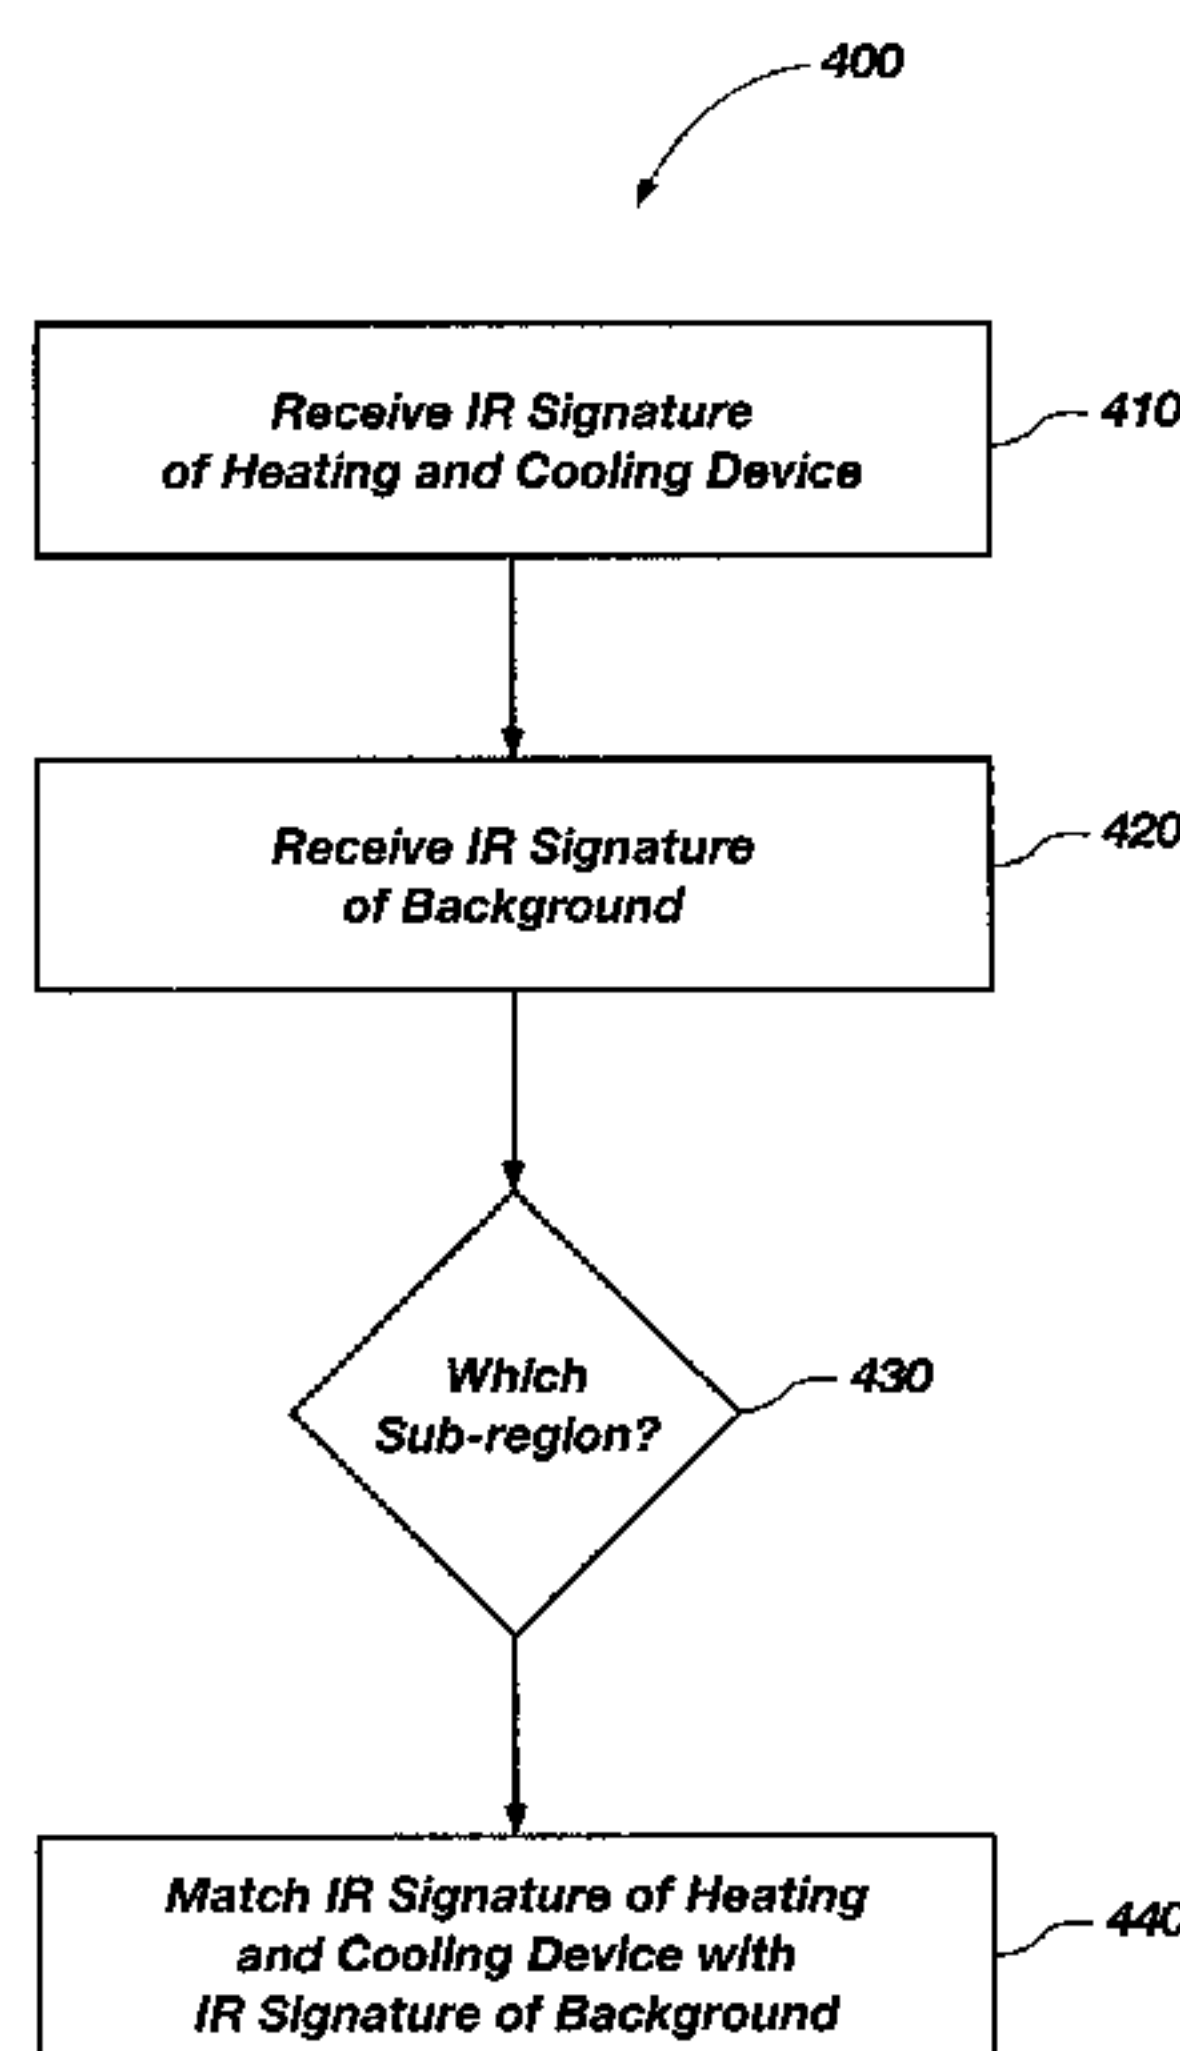 400
Receive IR Signature
of Heating and Cooling Device
410
Receive IR Signature
of Background
420
Which
Sub-region?
430
Match IR Signature of Heating
and Cooling Device with
IR Signature of Background
440